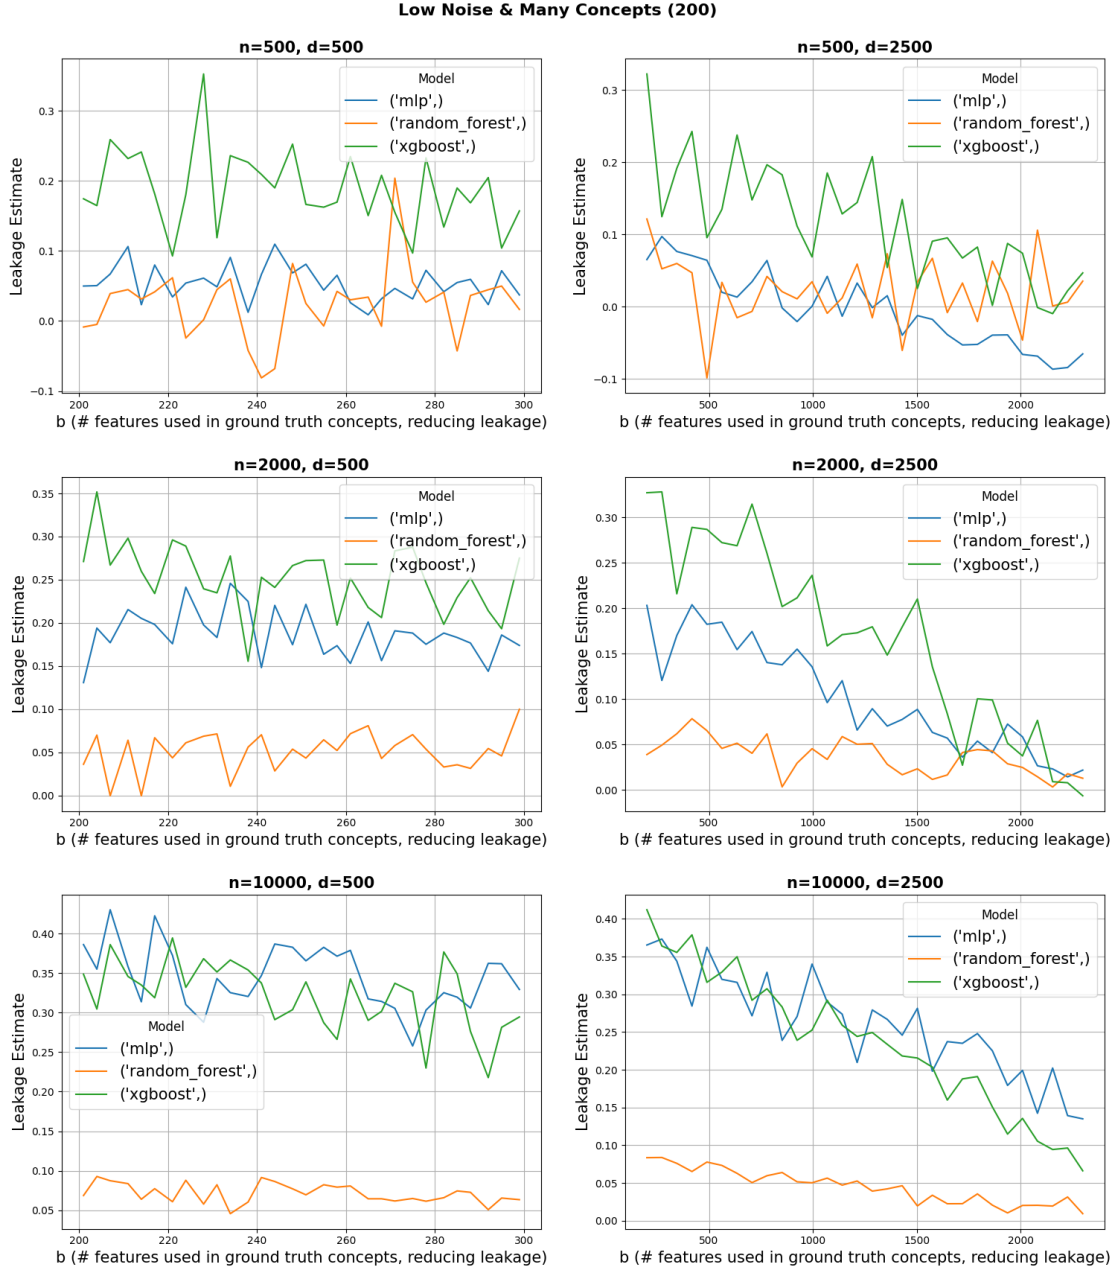 Low Noise & Many Concepts (200)
n=500, d=500
Leakage Estimate
0.3
0.2
0.1
0.0
−0.1
Model
('mlp',)
('random_forest',)
('xgboost',)
200
220
240
260
280
300
b (# features used in ground truth concepts, reducing leakage)
n=500, d=2500
Leakage Estimate
0.3
0.2
0.1
0.0
−0.1
Model
('mlp',)
('random_forest',)
('xgboost',)
500
1000
1500
2000
b (# features used in ground truth concepts, reducing leakage)
n=2000, d=500
Leakage Estimate
0.35
0.30
0.25
0.20
0.15
0.10
0.05
0.00
Model
('mlp',)
('random_forest',)
('xgboost',)
200
220
240
260
280
300
b (# features used in ground truth concepts, reducing leakage)
n=2000, d=2500
Leakage Estimate
0.30
0.25
0.20
0.15
0.10
0.05
0.00
Model
('mlp',)
('random_forest',)
('xgboost',)
500
1000
1500
2000
b (# features used in ground truth concepts, reducing leakage)
n=10000, d=500
Leakage Estimate
0.40
0.35
0.30
0.25
0.20
0.15
0.10
0.05
Model
('mlp',)
('random_forest',)
('xgboost',)
200
220
240
260
280
300
b (# features used in ground truth concepts, reducing leakage)
n=10000, d=2500
Leakage Estimate
0.40
0.35
0.30
0.25
0.20
0.15
0.10
0.05
0.00
Model
('mlp',)
('random_forest',)
('xgboost',)
500
1000
1500
2000
b (# features used in ground truth concepts, reducing leakage)